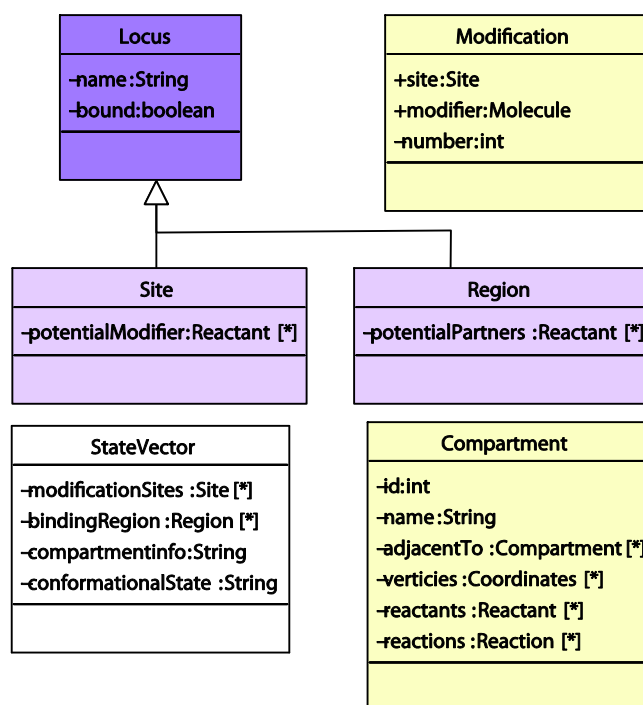 Locus
-name:String
-bound:boolean
Modification
+site:Site
+modifier:Molecule
-number:int
Site
-potentialModifier:Reactant [*]
Region
-potentialPartners :Reactant [*]
StateVector
-modificationSites :Site[*]
-bindingRegion :Region [*]
-compartmentinfo:String
-conformationalState :String
Compartment
-id:int
-name:String
-adjacentTo :Compartment[*]
-verticies :Coordinates [*]
-reactants :Reactant [*]
-reactions :Reaction [*]